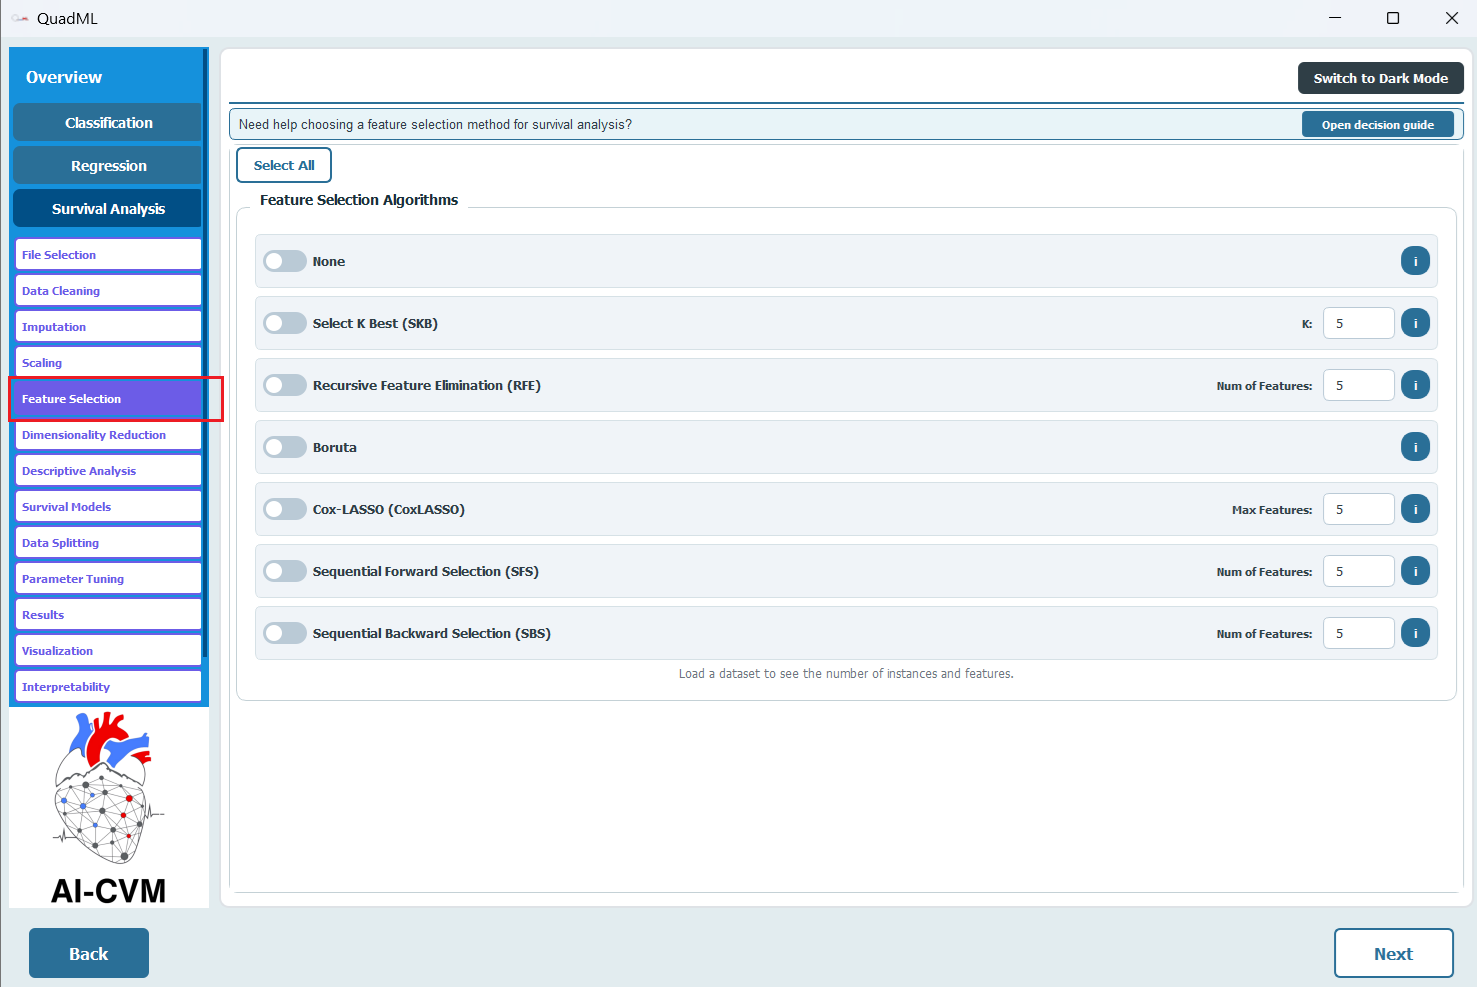 QuadML
Overview
Classification
Regression
Survival Analysis
File Selection
Data Cleaning
Imputation
Scaling
Feature Selection
Dimensionality Reduction
Descriptive Analysis
Survival Models
Data Splitting
Parameter Tuning
Results
Visualization
Interpretability
AI-CVM
Switch to Dark Mode
Need help choosing a feature selection method for survival analysis?
Open decision guide
Select All
Feature Selection Algorithms
None i
Select K Best (SKB) K: 5 i
Recursive Feature Elimination (RFE) Num of Features: 5 i
Boruta i
Cox-LASSO (CoxLASSO) Max Features: 5 i
Sequential Forward Selection (SFS) Num of Features: 5 i
Sequential Backward Selection (SBS) Num of Features: 5 i
Load a dataset to see the number of instances and features.
Back
Next